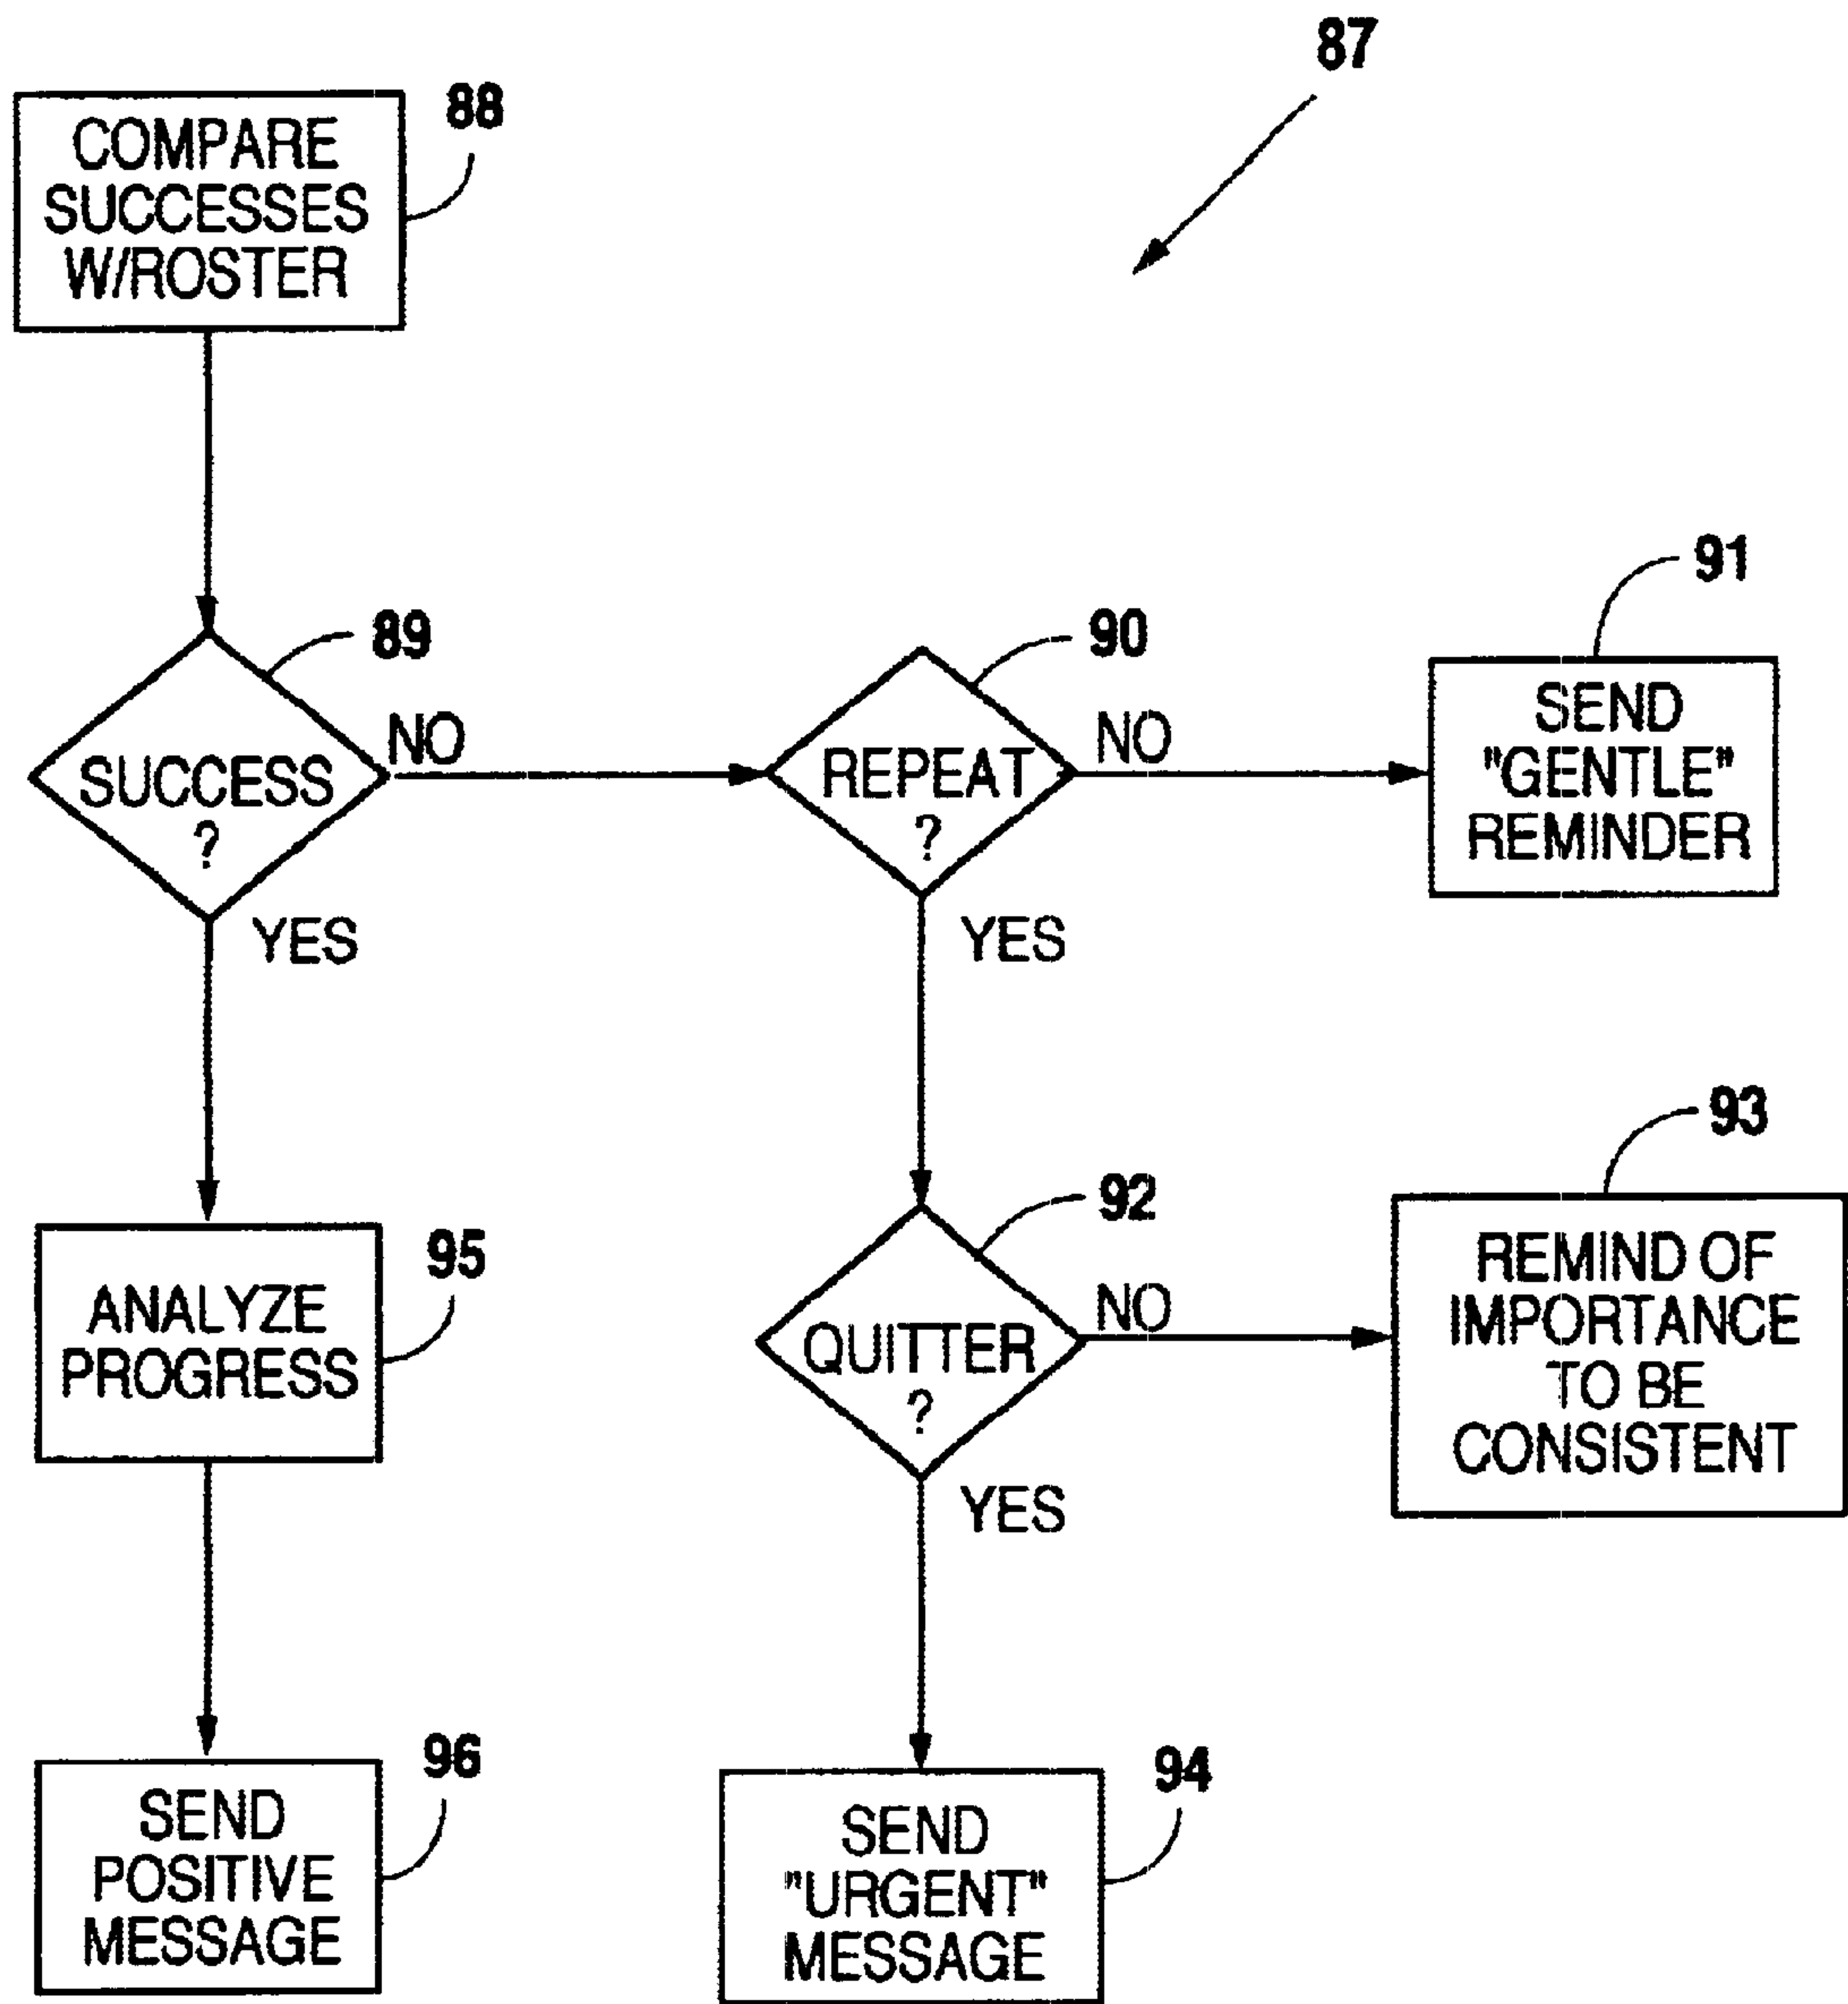 87
88
COMPARE
SUCCESSES
W/ROSTER
89
SUCCESS
?
NO
YES
90
REPEAT
?
NO
YES
91
SEND
"GENTLE"
REMINDER
92
QUITTER
?
NO
YES
93
REMIND OF
IMPORTANCE
TO BE
CONSISTENT
95
ANALYZE
PROGRESS
96
SEND
POSITIVE
MESSAGE
94
SEND
"URGENT"
MESSAGE